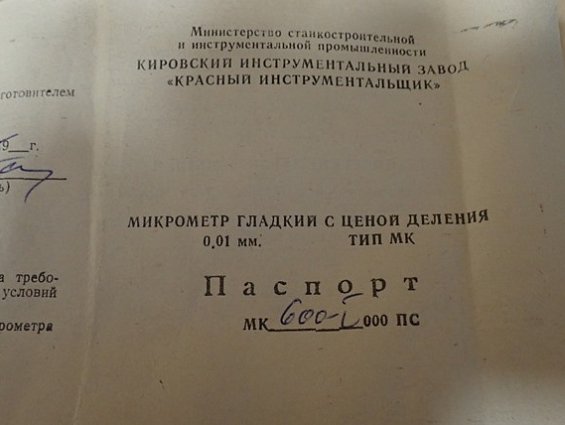 Министерство станкостроительной
и инструментальной промышленности
КИРОВСКИЙ ИНСТРУМЕНТАЛЬНЫЙ ЗАВОД
«КРАСНЫЙ ИНСТРУМЕНТАЛЬЩИК»
готовителем
9 г.
ь)
МИКРОМЕТР ГЛАДКИЙ С ЦЕНОЙ ДЕЛЕНИЯ
0,01 мм. ТИП МК
а требо-
условий
рометра
Паспорт
МК 600-I 000 ПС